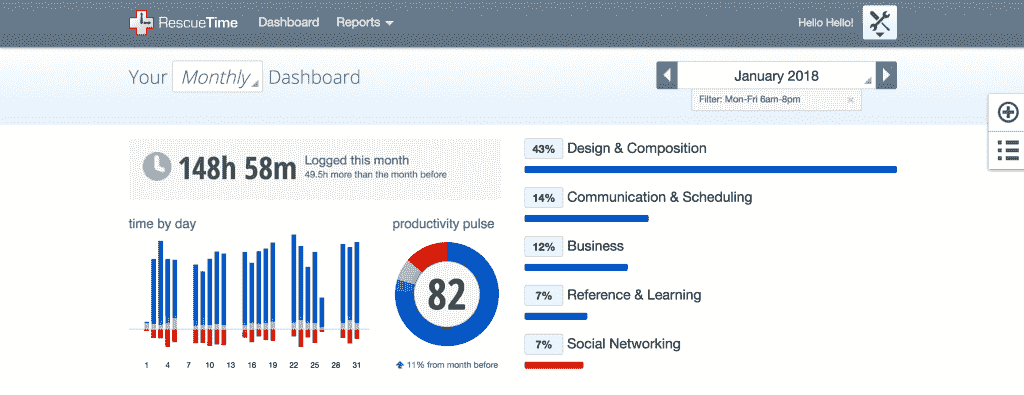 RescueTime Dashboard Reports Hello Hello!
Your Monthly Dashboard
January 2018
Filter: Mon-Fri 6am-8pm ×
148h 58m Logged this month
49.5h more than the month before
time by day
1 4 7 10 13 16 19 22 25 28 31
productivity pulse
82
11% from month before
43% Design & Composition
14% Communication & Scheduling
12% Business
7% Reference & Learning
7% Social Networking